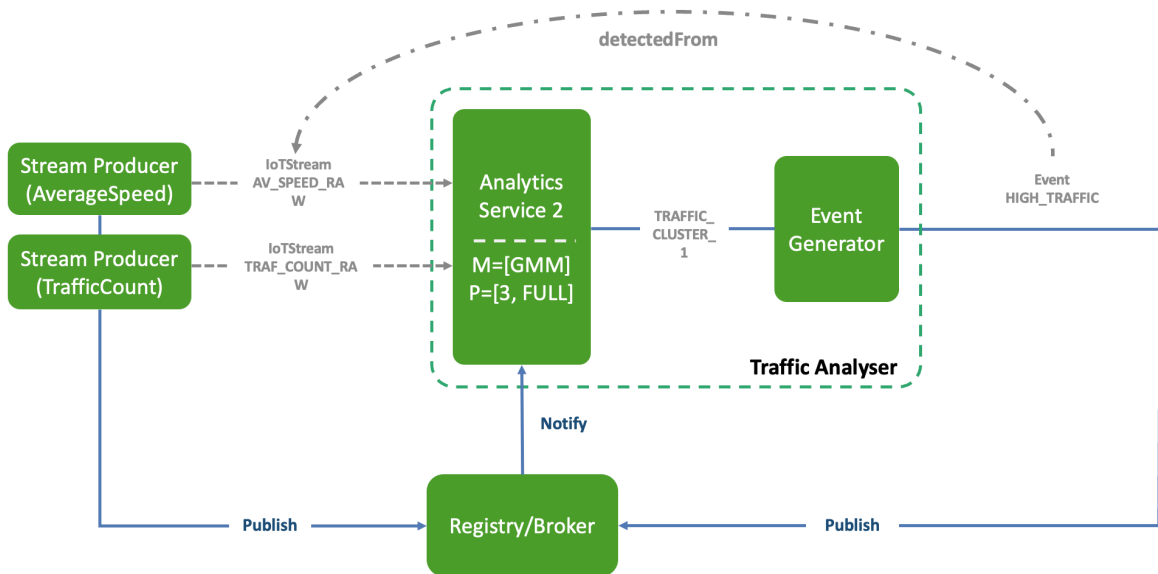 detectedFrom
Stream Producer
(AverageSpeed)
IoTStream
AV_SPEED_RA
W
Stream Producer
(TrafficCount)
IoTStream
TRAF_COUNT_RA
W
Analytics
Service 2
M=[GMM]
P=[3, FULL]
TRAFFIC_
CLUSTER_
1
Event
Generator
Event
HIGH_TRAFFIC
Traffic Analyser
Notify
Publish
Registry/Broker
Publish